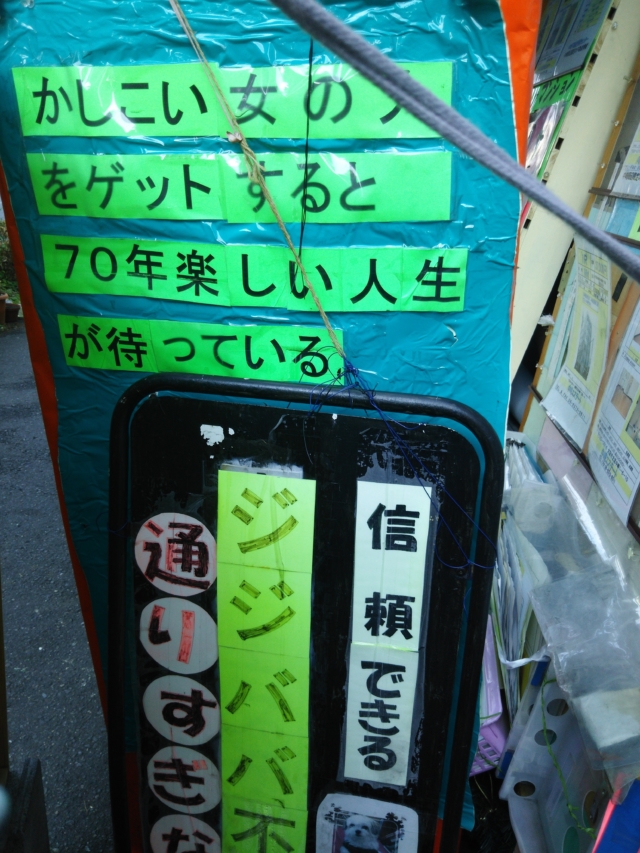 かしこい女の人
をゲットすると
70年楽しい人生
が待っている。
信頼できる
ジジババ不
通りすぎな